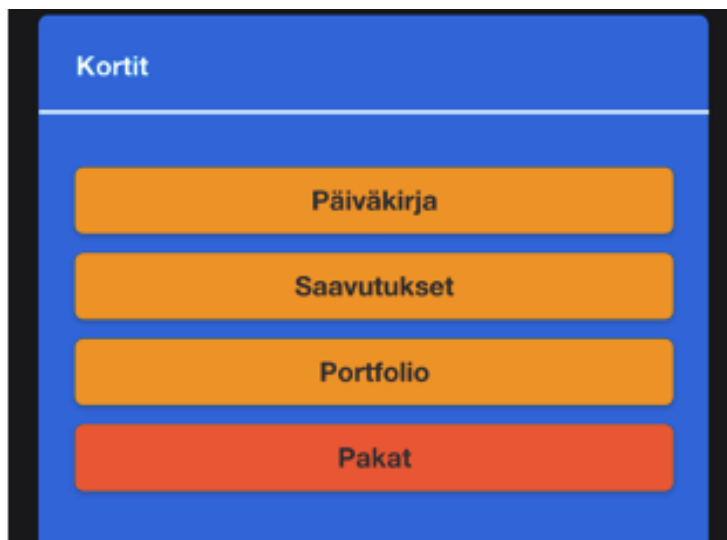 Kortit
Päiväkirja
Saavutukset
Portfolio
Pakat